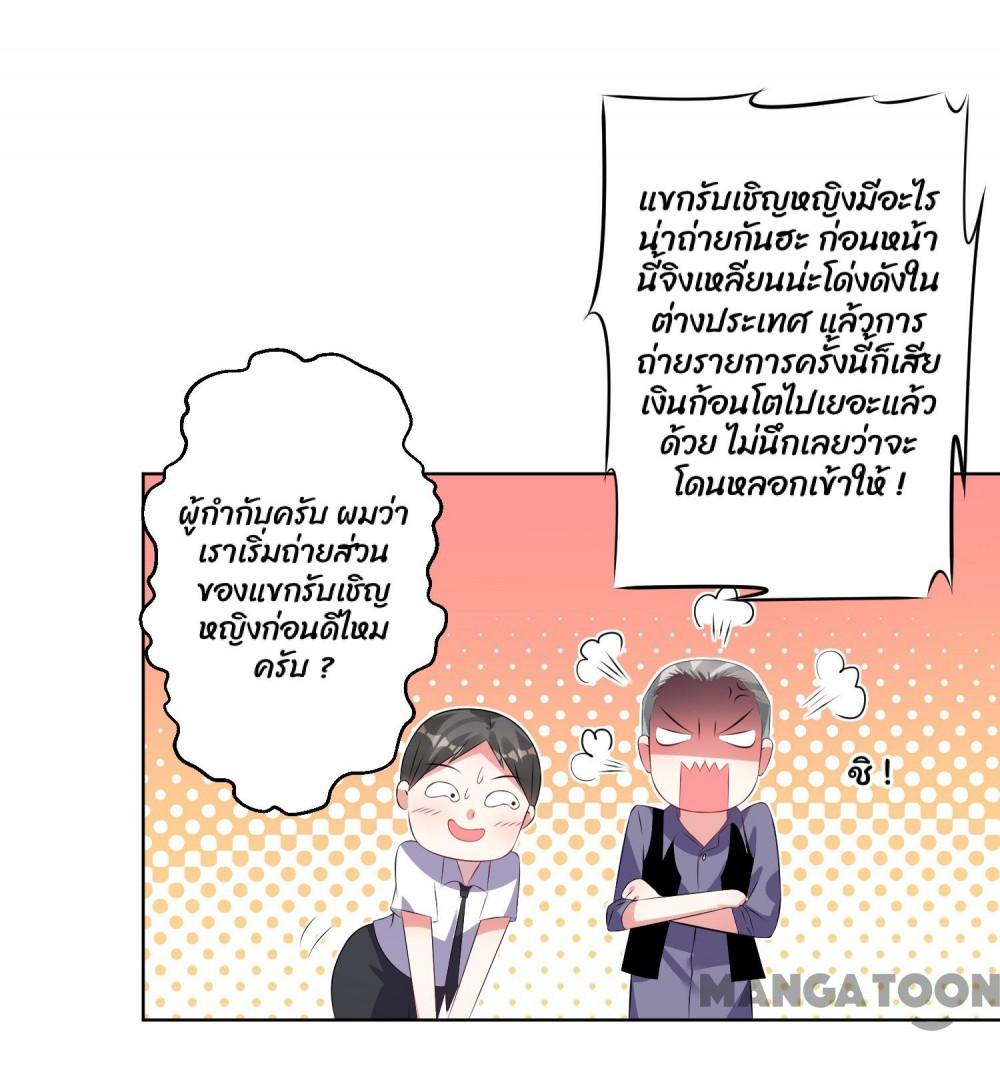 แขกรับเชิญหญิงมีอะไร
น่าถ่ายกันฮะ ก่อนหน้า
นี้จิงเหลียนน่ะโด่งดังใน
ต่างประเทศ แล้วการ
ถ่ายรายการครั้งนี้ก็เสีย
เงินก้อนโตไปเยอะแล้ว
ด้วย ไม่นึกเลยว่าจะ
โดนหลอกเข้าให้ !
ผู้กำกับครับ ผมว่า
เราเริ่มถ่ายส่วน
ของแขกรับเชิญ
หญิงก่อนดีไหม
ครับ ?
ชิ !
MANGATOON